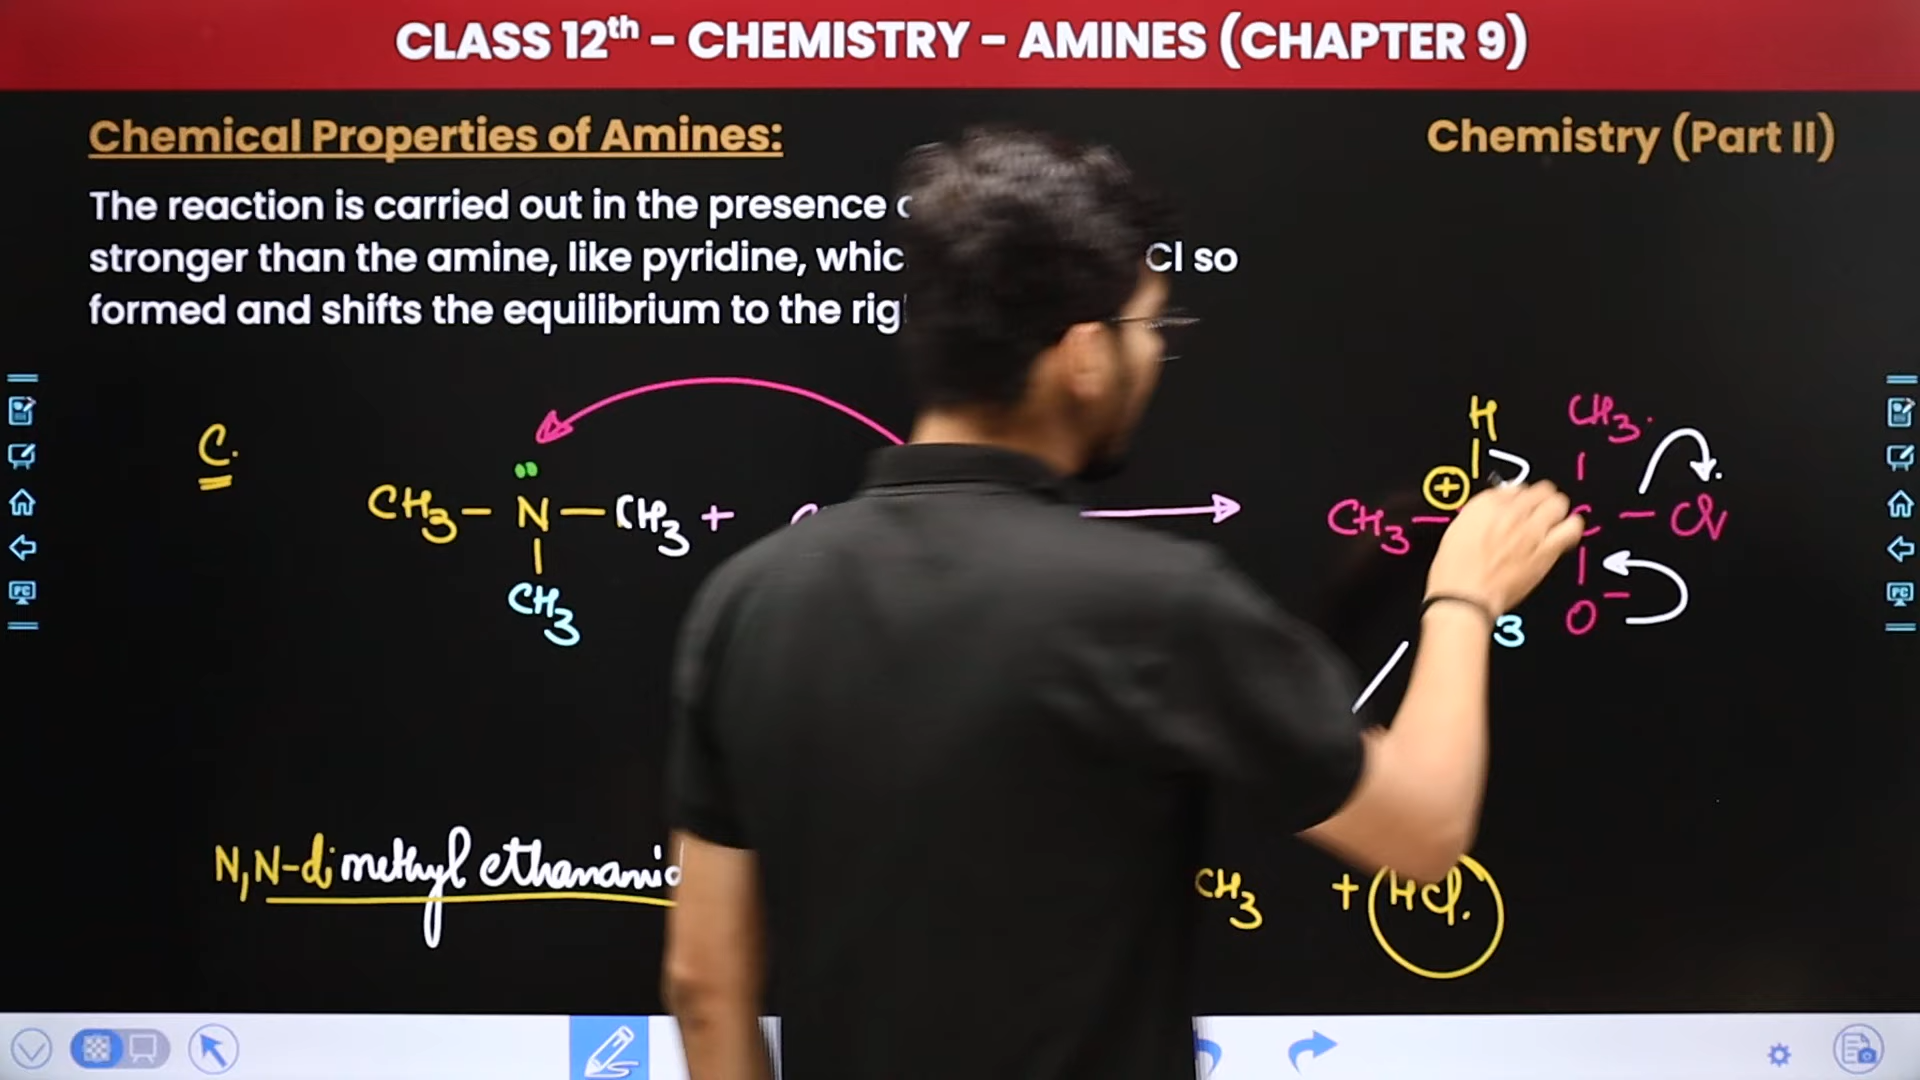 CLASS 12th - CHEMISTRY - AMINES (CHAPTER 9)
Chemical Properties of Amines:
Chemistry (Part II)
The reaction is carried out in the presence
stronger than the amine, like pyridine, Cl so
formed and shifts the equilibrium to the
C.
CH3 — N — CH3 +
CH3
H
CH3.
+
CH3 — C — Cl
3
O-
N,N-dimethyl
CH3 + HCl.
PC
PC